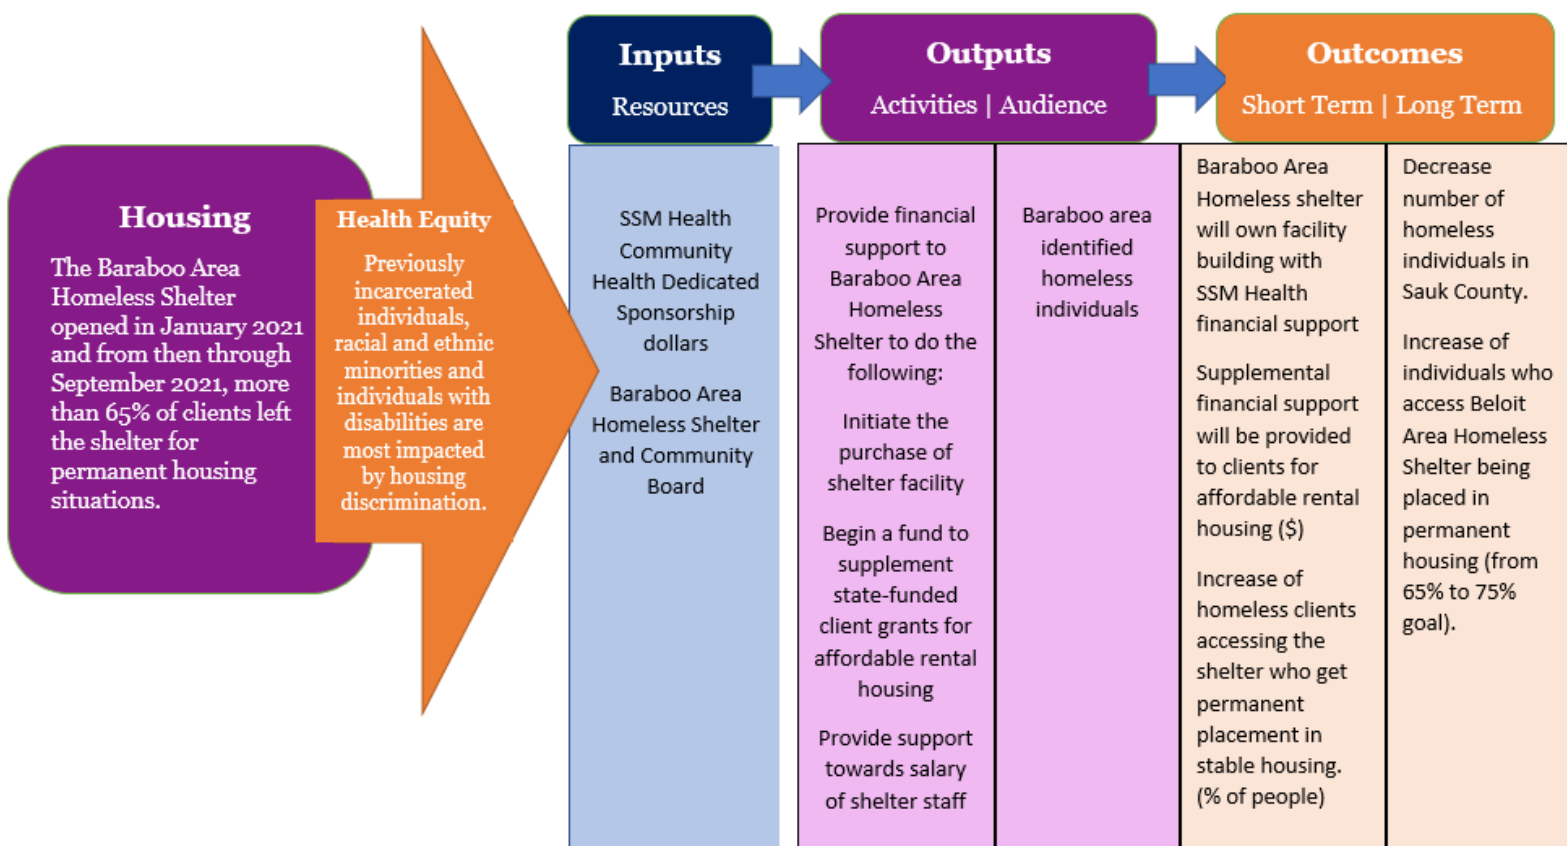 Housing
The Baraboo Area
Homeless Shelter
opened in January 2021
and from then through
September 2021, more
than 65% of clients left
the shelter for
permanent housing
situations.
Health Equity
Previously
incarcerated
individuals,
racial and ethnic
minorities and
individuals with
disabilities are
most impacted
by housing
discrimination.
Inputs
Resources
SSM Health
Community
Health Dedicated
Sponsorship
dollars
Baraboo Area
Homeless Shelter
and Community
Board
Outputs
Activities | Audience
Provide financial
support to
Baraboo Area
Homeless
Shelter to do the
following:
Initiate the
purchase of
shelter facility
Begin a fund to
supplement
state-funded
client grants for
affordable rental
housing
Provide support
towards salary
of shelter staff
Baraboo area
identified
homeless
individuals
Outcomes
Short Term | Long Term
Baraboo Area
Homeless shelter
will own facility
building with
SSM Health
financial support
Supplemental
financial support
will be provided
to clients for
affordable rental
housing ($)
Increase of
homeless clients
accessing the
shelter who get
permanent
placement in
stable housing.
(% of people)
Decrease
number of
homeless
individuals in
Sauk County.
Increase of
individuals who
access Beloit
Area Homeless
Shelter being
placed in
permanent
housing (from
65% to 75%
goal).